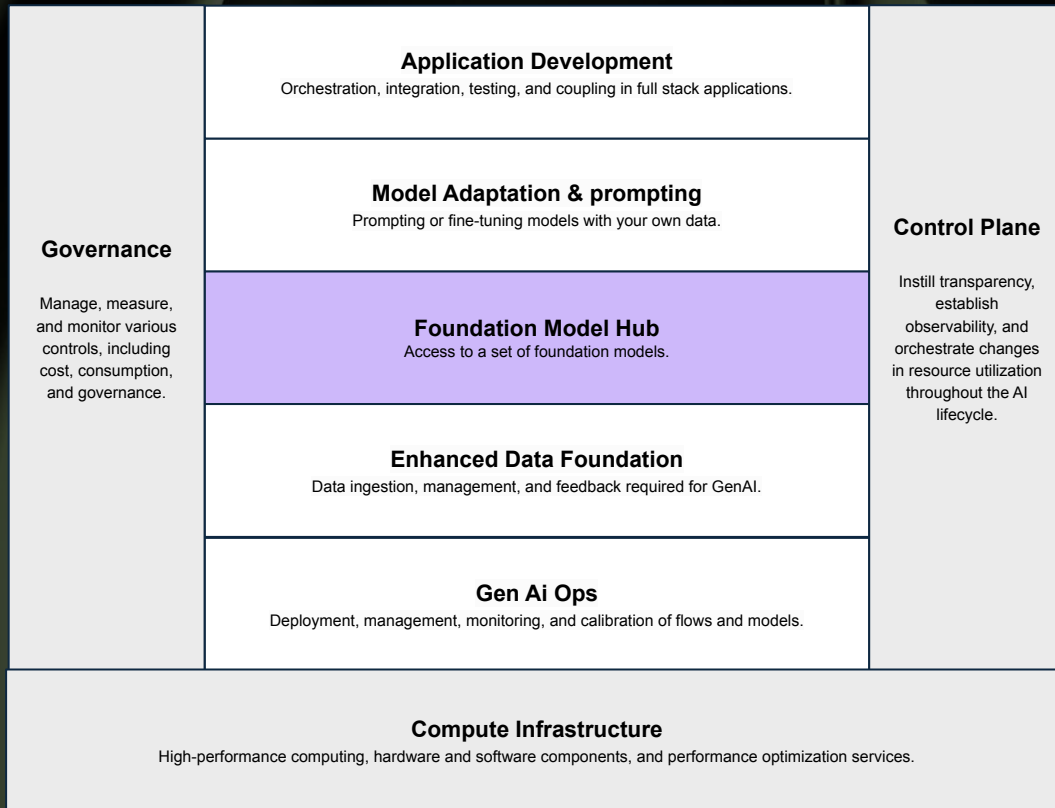 Application Development
Orchestration, integration, testing, and coupling in full stack applications.
Model Adaptation & prompting
Prompting or fine-tuning models with your own data.
Governance
Manage, measure,
and monitor various
controls, including
cost, consumption,
and governance.
Foundation Model Hub
Access to a set of foundation models.
Control Plane
Instill transparency,
establish
observability, and
orchestrate changes
in resource utilization
throughout the AI
lifecycle.
Enhanced Data Foundation
Data ingestion, management, and feedback required for GenAI.
Gen Ai Ops
Deployment, management, monitoring, and calibration of flows and models.
Compute Infrastructure
High-performance computing, hardware and software components, and performance optimization services.